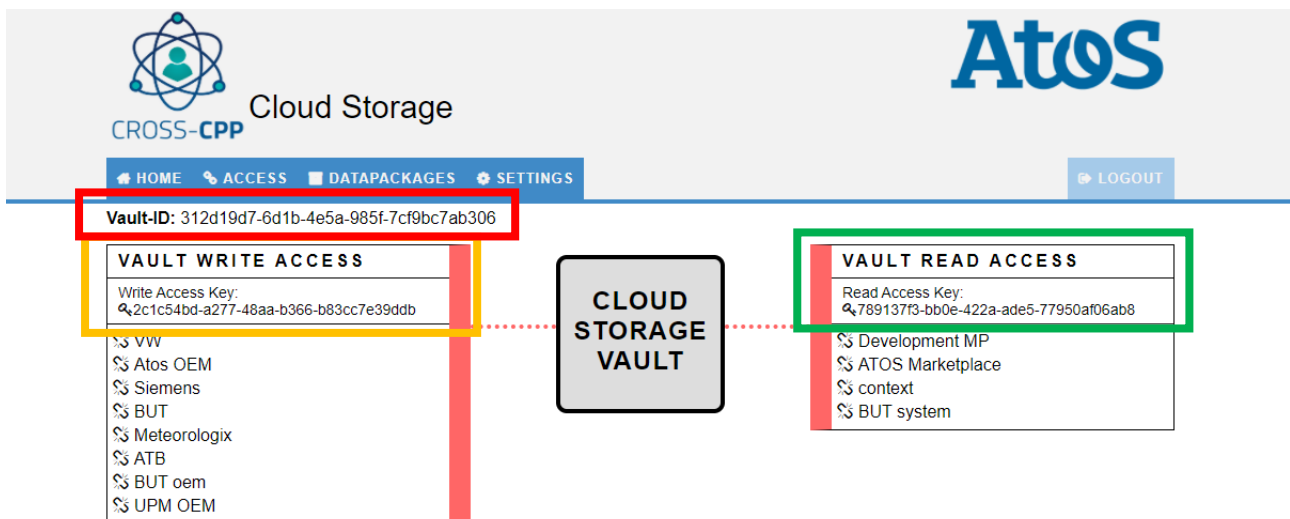 AtoS
Cloud Storage
CROSS-CPP
HOME ACCESS DATAPACKAGES SETTINGS LOGOUT
Vault-ID: 312d19d7-6d1b-4e5a-985f-7cf9bc7ab306
VAULT WRITE ACCESS
Write Access Key:
2c1c54bd-a277-48aa-b366-b83cc7e39ddb
VW
Atos OEM
Siemens
BUT
Meteorologix
ATB
BUT oem
UPM OEM
CLOUD
STORAGE
VAULT
VAULT READ ACCESS
Read Access Key:
789137f3-bb0e-422a-ade5-77950af06ab8
Development MP
ATOS Marketplace
context
BUT system